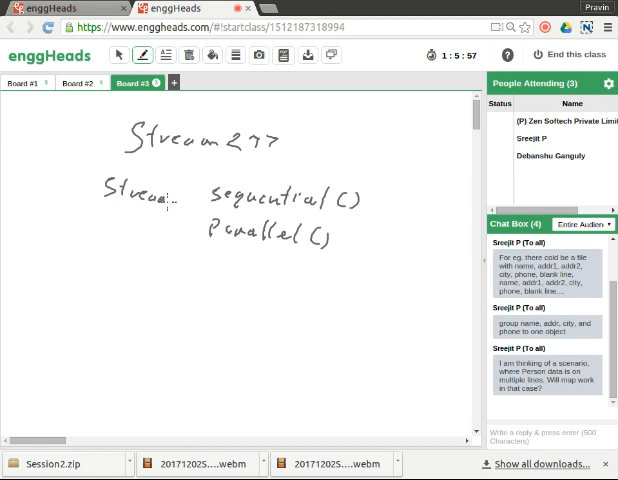 enggHeads
enggHeads
Pravin
https://www.enggheads.com/#!startclass/1512187318994
enggHeads
1 : 5 : 57
End this class
Board #1 x
Board #2 x
Board #3 x
+
People Attending (3)
Status Name
(P) Zen Softech Private Limit
Sreejit P
Debanshu Ganguly
Stream
Stream..
sequential()
Parallel()
Chat Box (4)
Entire Audien
Sreejit P (To all)
For eg. there cold be a file
with name, addr1, addr2
city, phone, blank line,
name, addr1, addr2, city,
phone, blank line....
Sreejit P (To all)
group name, addr, city, and
phone to one object
Sreejit P (To all)
I am thinking of a scenario,
where Person data is on
multiple lines. Will map work
in that case?
Write a reply & press enter (500
Characters)
Session2.zip
20171202S....webm
20171202S....webm
Show all downloads...